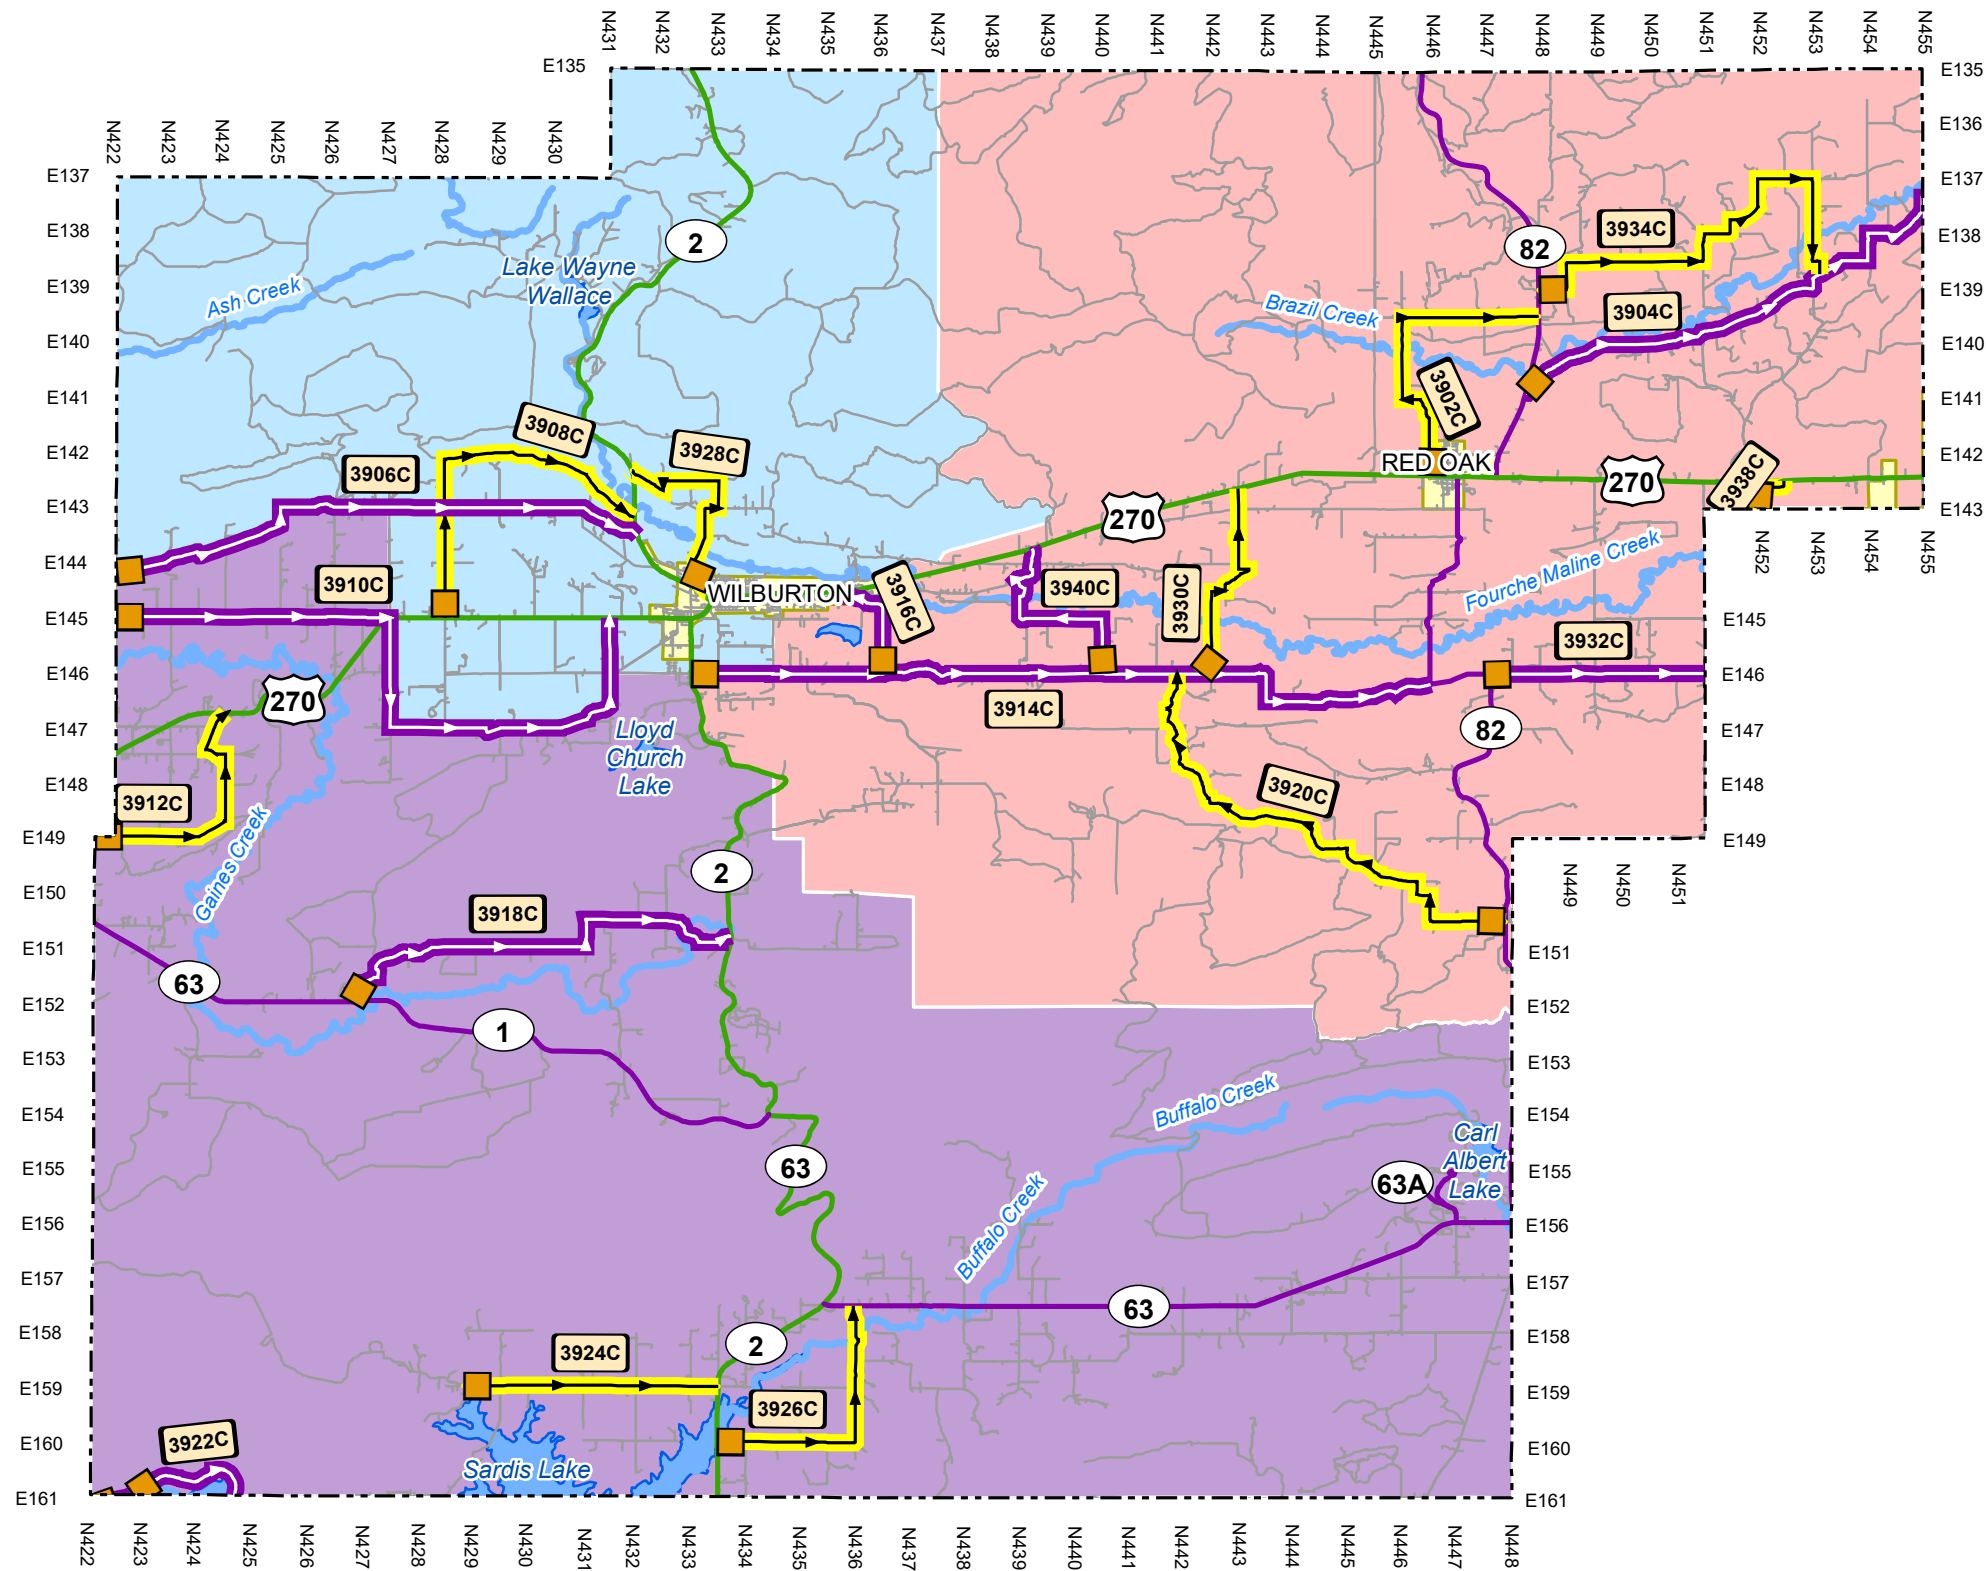 N431 N432 N433 N434 N435 N436 N437 N438 N439 N440 N441 N442 N443 N444 N445 N446 N447 N448 N449 N450 N451 N452 N453 N454 N455
E135
E135
N422 N423 N424 N425 N426 N427 N428 N429 N430
E136
E137
E137
E138
E138
E139
E139
E140
E140
E141
E141
E142
E142
E143
E143
E144
E145
E145
E146
E146
E147
E147
E148
E148
E149
E149
E150
E151
E151
E152
E152
E153
E153
E154
E154
E155
E155
E156
E156
E157
E157
E158
E158
E159
E159
E160
E160
E161
E161
N452 N453 N454 N455
N449 N450 N451
2
82
3934C
3904C
Lake Wayne
Wallace
Ash Creek
Brazil Creek
3902C
3908C
3928C
3906C
RED OAK
270
3938C
270
3910C
WILBURTON
3916C
3940C
3930C
Fourche Maline Creek
3932C
270
3914C
82
Lloyd
Church
Lake
3912C
3920C
Gaines Creek
2
3918C
63
1
Buffalo Creek
Carl
Albert
Lake
63A
63
Buffalo Creek
63
2
3924C
3926C
3922C
Sardis Lake
N422 N423 N424 N425 N426 N427 N428 N429 N430 N431 N432 N433 N434 N435 N436 N437 N438 N439 N440 N441 N442 N443 N444 N445 N446 N447 N448